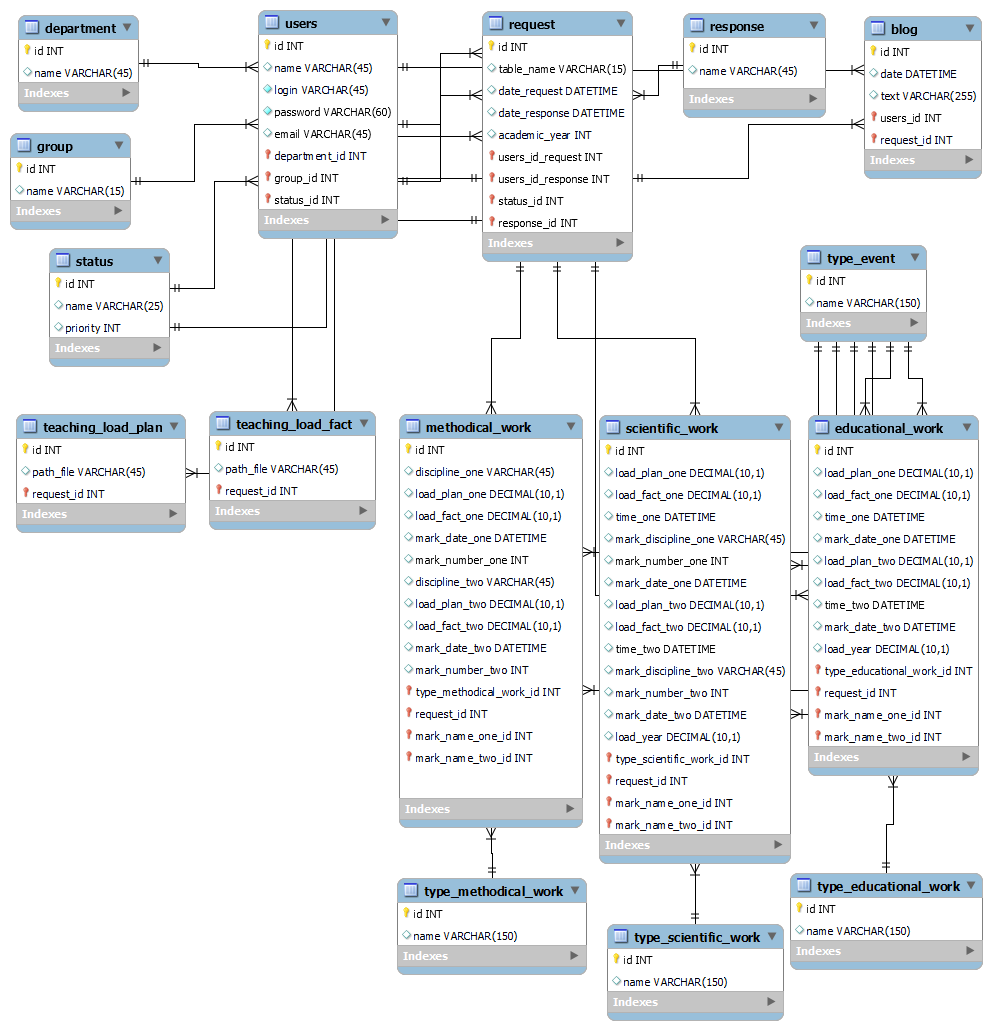 department
id INT
name VARCHAR(45)
Indexes
users
id INT
name VARCHAR(45)
login VARCHAR(45)
password VARCHAR(60)
email VARCHAR(45)
department_id INT
group_id INT
status_id INT
Indexes
request
id INT
table_name VARCHAR(15)
date_request DATETIME
date_response DATETIME
academic_year INT
users_id_request INT
users_id_response INT
status_id INT
response_id INT
Indexes
response
id INT
name VARCHAR(45)
Indexes
blog
id INT
date DATETIME
text VARCHAR(255)
users_id INT
request_id INT
Indexes
group
id INT
name VARCHAR(15)
Indexes
status
id INT
name VARCHAR(25)
priority INT
Indexes
type_event
id INT
name VARCHAR(150)
Indexes
teaching_load_plan
id INT
path_file VARCHAR(45)
request_id INT
Indexes
teaching_load_fact
id INT
path_file VARCHAR(45)
request_id INT
Indexes
methodical_work
id INT
discipline_one VARCHAR(45)
load_plan_one DECIMAL(10,1)
load_fact_one DECIMAL(10,1)
mark_date_one DATETIME
mark_number_one INT
discipline_two VARCHAR(45)
load_plan_two DECIMAL(10,1)
load_fact_two DECIMAL(10,1)
mark_date_two DATETIME
mark_number_two INT
type_methodical_work_id INT
request_id INT
mark_name_one_id INT
mark_name_two_id INT
Indexes
scientific_work
id INT
load_plan_one DECIMAL(10,1)
load_fact_one DECIMAL(10,1)
time_one DATETIME
mark_discipline_one VARCHAR(45)
mark_number_one INT
mark_date_one DATETIME
load_plan_two DECIMAL(10,1)
load_fact_two DECIMAL(10,1)
time_two DATETIME
mark_discipline_two VARCHAR(45)
mark_number_two INT
mark_date_two DATETIME
load_year DECIMAL(10,1)
type_scientific_work_id INT
request_id INT
mark_name_one_id INT
mark_name_two_id INT
Indexes
educational_work
id INT
load_plan_one DECIMAL(10,1)
load_fact_one DECIMAL(10,1)
time_one DATETIME
mark_date_one DATETIME
load_plan_two DECIMAL(10,1)
load_fact_two DECIMAL(10,1)
time_two DATETIME
mark_date_two DATETIME
load_year DECIMAL(10,1)
type_educational_work_id INT
request_id INT
mark_name_one_id INT
mark_name_two_id INT
Indexes
type_methodical_work
id INT
name VARCHAR(150)
Indexes
type_scientific_work
id INT
name VARCHAR(150)
Indexes
type_educational_work
id INT
name VARCHAR(150)
Indexes